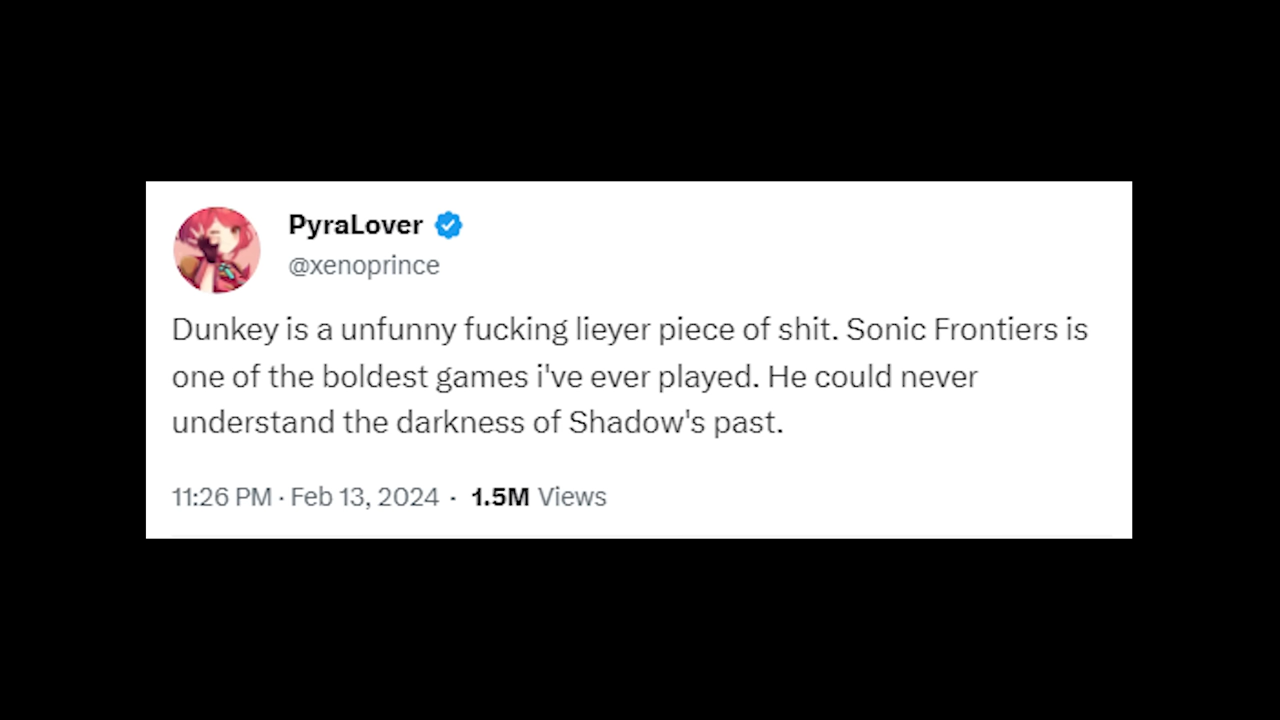 PyraLover
@xenoprince
Dunkey is a unfunny fucking lieyer piece of shit. Sonic Frontiers is
one of the boldest games i've ever played. He could never
understand the darkness of Shadow's past.
11:26 PM · Feb 13, 2024 · 1.5M Views